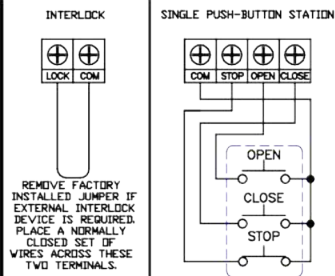 INTERLOCK
LOCK COM
REMOVE FACTORY
INSTALLED JUMPER IF
EXTERNAL INTERLOCK
DEVICE IS REQUIRED.
PLACE A NORMALLY
CLOSED SET OF
WIRES ACROSS THESE
TWO TERMINALS.
SINGLE PUSH-BUTTON STATION
COM STOP OPEN CLOSE
OPEN
CLOSE
STOP